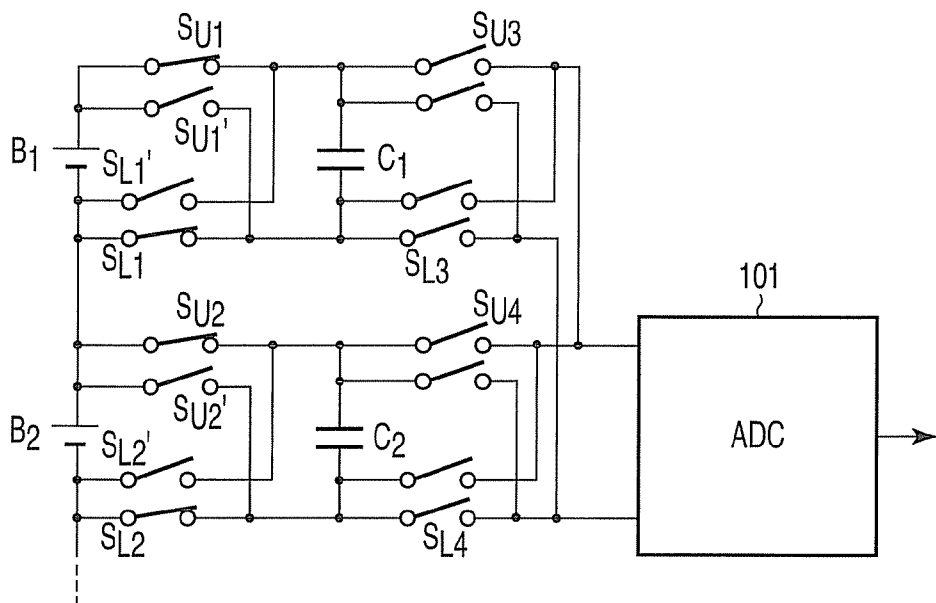 SU1
SU3
SU1'
B1
SL1'
C1
SL1
SL3
SU2
SU4
101
SU2'
B2
SL2'
C2
ADC
SL2
SL4